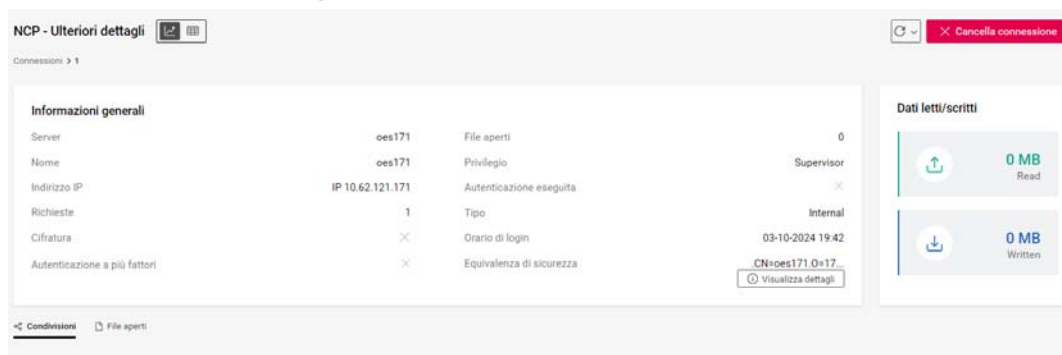 NCP - Ulteriori dettagli
Cancella connessione
Connessioni > 1
Informazioni generali
Server oes171 File aperti 0
Nome oes171 Privilegio Supervisor
Indirizzo IP IP 10.62.121.171 Autenticazione eseguita
Richieste 1 Tipo Internal
Cifratura Orario di login 03-10-2024 19:42
Autenticazione a più fattori Equivalenza di sicurezza .CN=oes171.O=17...
Visualizza dettagli
Dati letti/scritti
0 MB
Read
0 MB
Written
Condivisioni File aperti